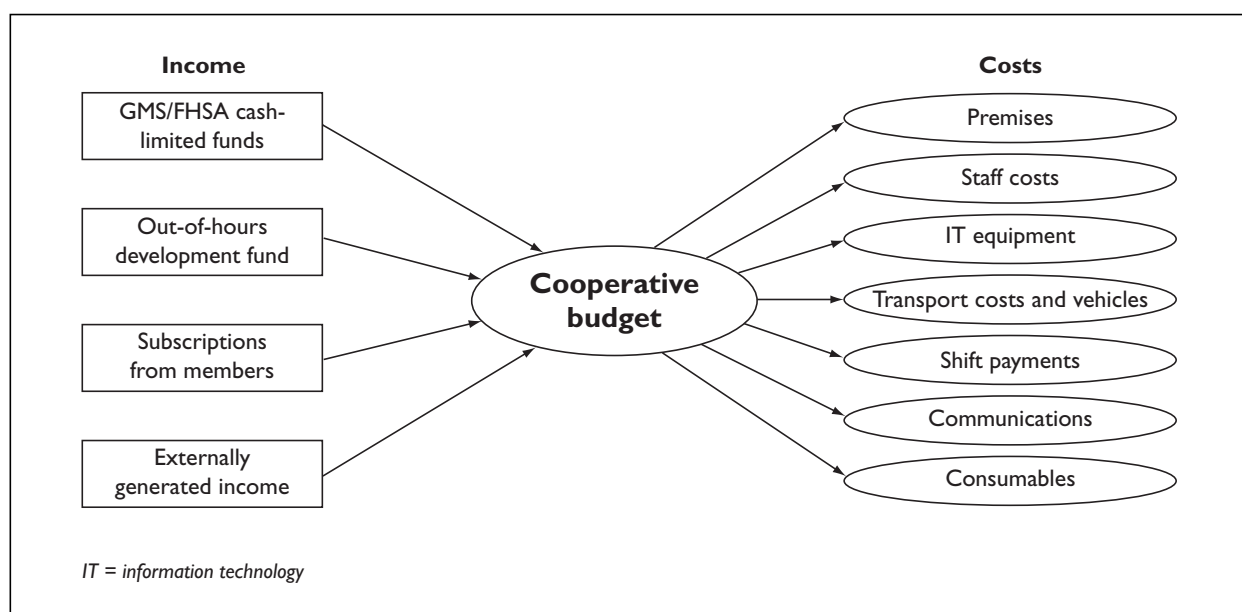 Income
GMS/FHSA cash-
limited funds
Out-of-hours
development fund
Subscriptions
from members
Externally
generated income
Cooperative
budget
Costs
Premises
Staff costs
IT equipment
Transport costs and vehicles
Shift payments
Communications
Consumables
IT = information technology